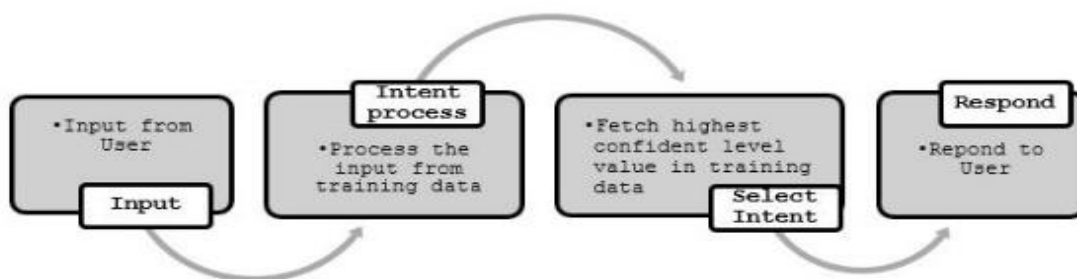 •Input from
User
Input
Intent
process
•Process the
input from
training data
•Fetch highest
confident level
value in training
data
Select
Intent
Respond
•Repond to
User